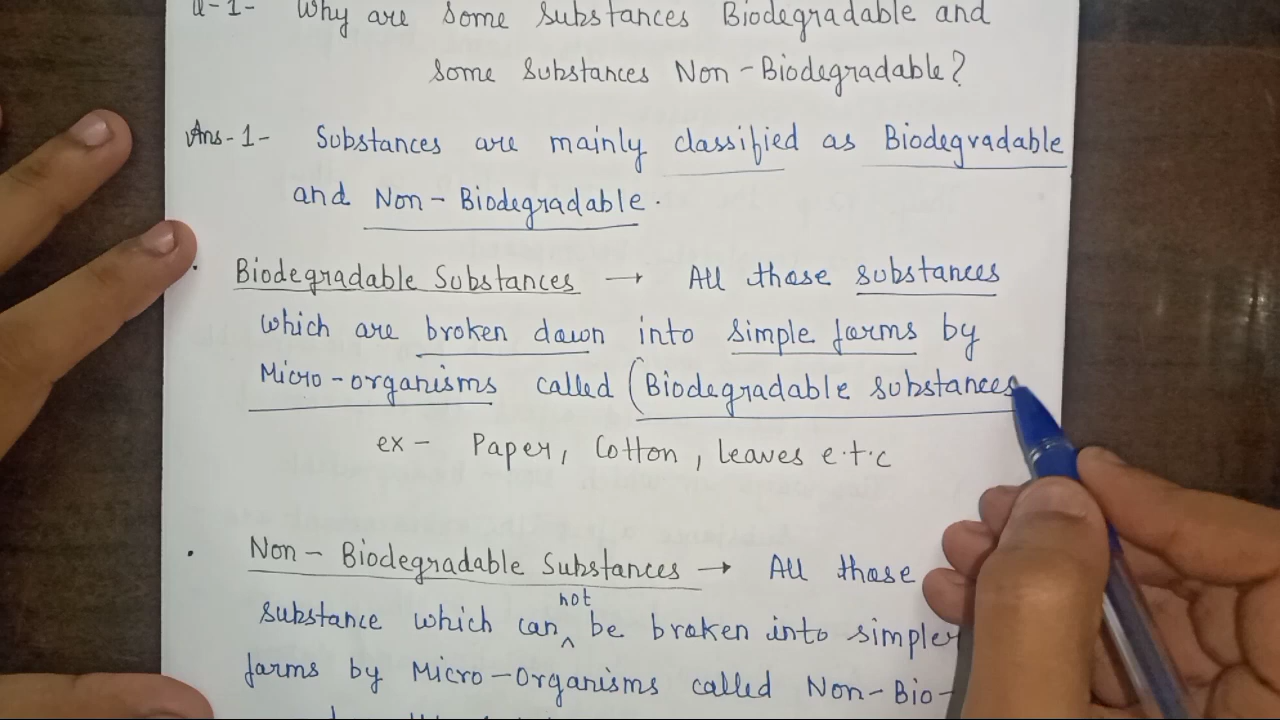 Q-1- Why are some substances Biodegradable and
some substances Non-Biodegradable?
Ans-1- Substances are mainly classified as Biodegradable
and Non-Biodegradable.
• Biodegradable Substances → All those substances
which are broken down into simple forms by
Micro-organisms called (Biodegradable substances
ex- Paper, Cotton, leaves e.t.c
• Non-Biodegradable Substances → All those
not
substance which can ^ be broken into simpler
forms by Micro-Organisms called Non-Bio-